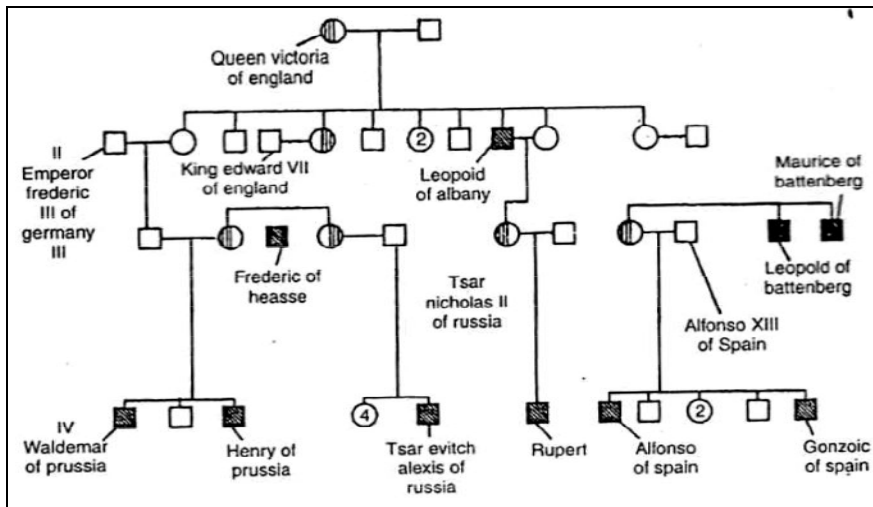 Queen victoria
of england
2
II
Emperor
frederic
III of
germany
III
King edward VII
of england
Leopoid
of albany
Maurice of
battenberg
Frederic of
heasse
Tsar
nicholas II
of russia
Leopold of
battenberg
Alfonso XIII
of Spain
4
2
IV
Waldemar
of prussia
Henry of
prussia
Tsar evitch
alexis of
russia
Rupert
Alfonso
of spain
Gonzoic
of spain